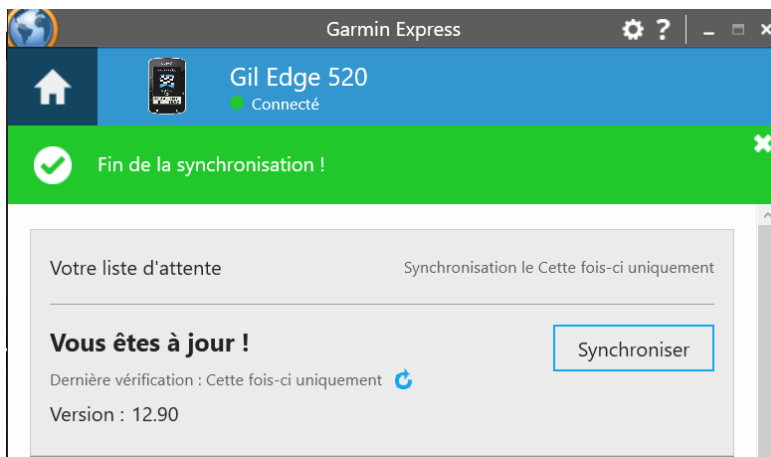 Garmin Express
Gil Edge 520
Connecté
Fin de la synchronisation !
Votre liste d'attente
Synchronisation le Cette fois-ci uniquement
Vous êtes à jour !
Synchroniser
Dernière vérification : Cette fois-ci uniquement
Version : 12.90